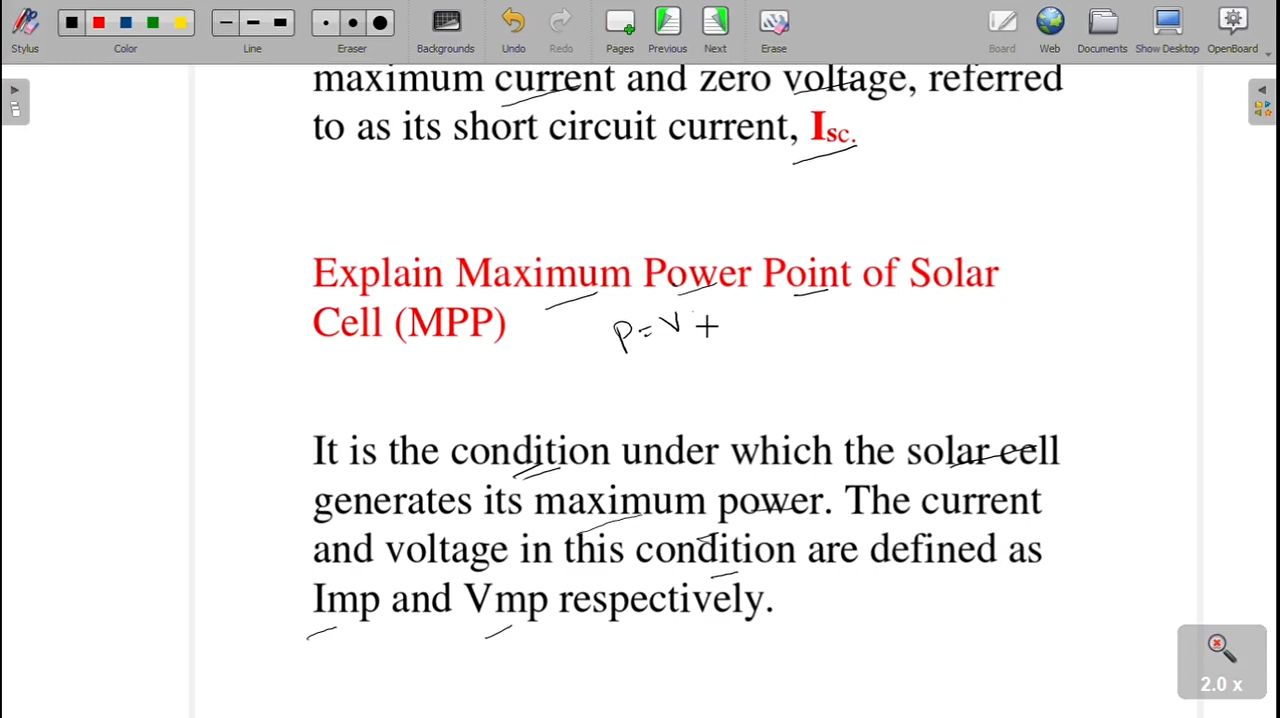 Stylus
Color
Line
Eraser
Backgrounds
Undo
Redo
Pages
Previous
Next
Erase
Board
Web
Documents
Show Desktop
OpenBoard
maximum current and zero voltage, referred
to as its short circuit current, Isc.
Explain Maximum Power Point of Solar
Cell (MPP)
P=V+
It is the condition under which the solar cell
generates its maximum power. The current
and voltage in this condition are defined as
Imp and Vmp respectively.
2.0 x